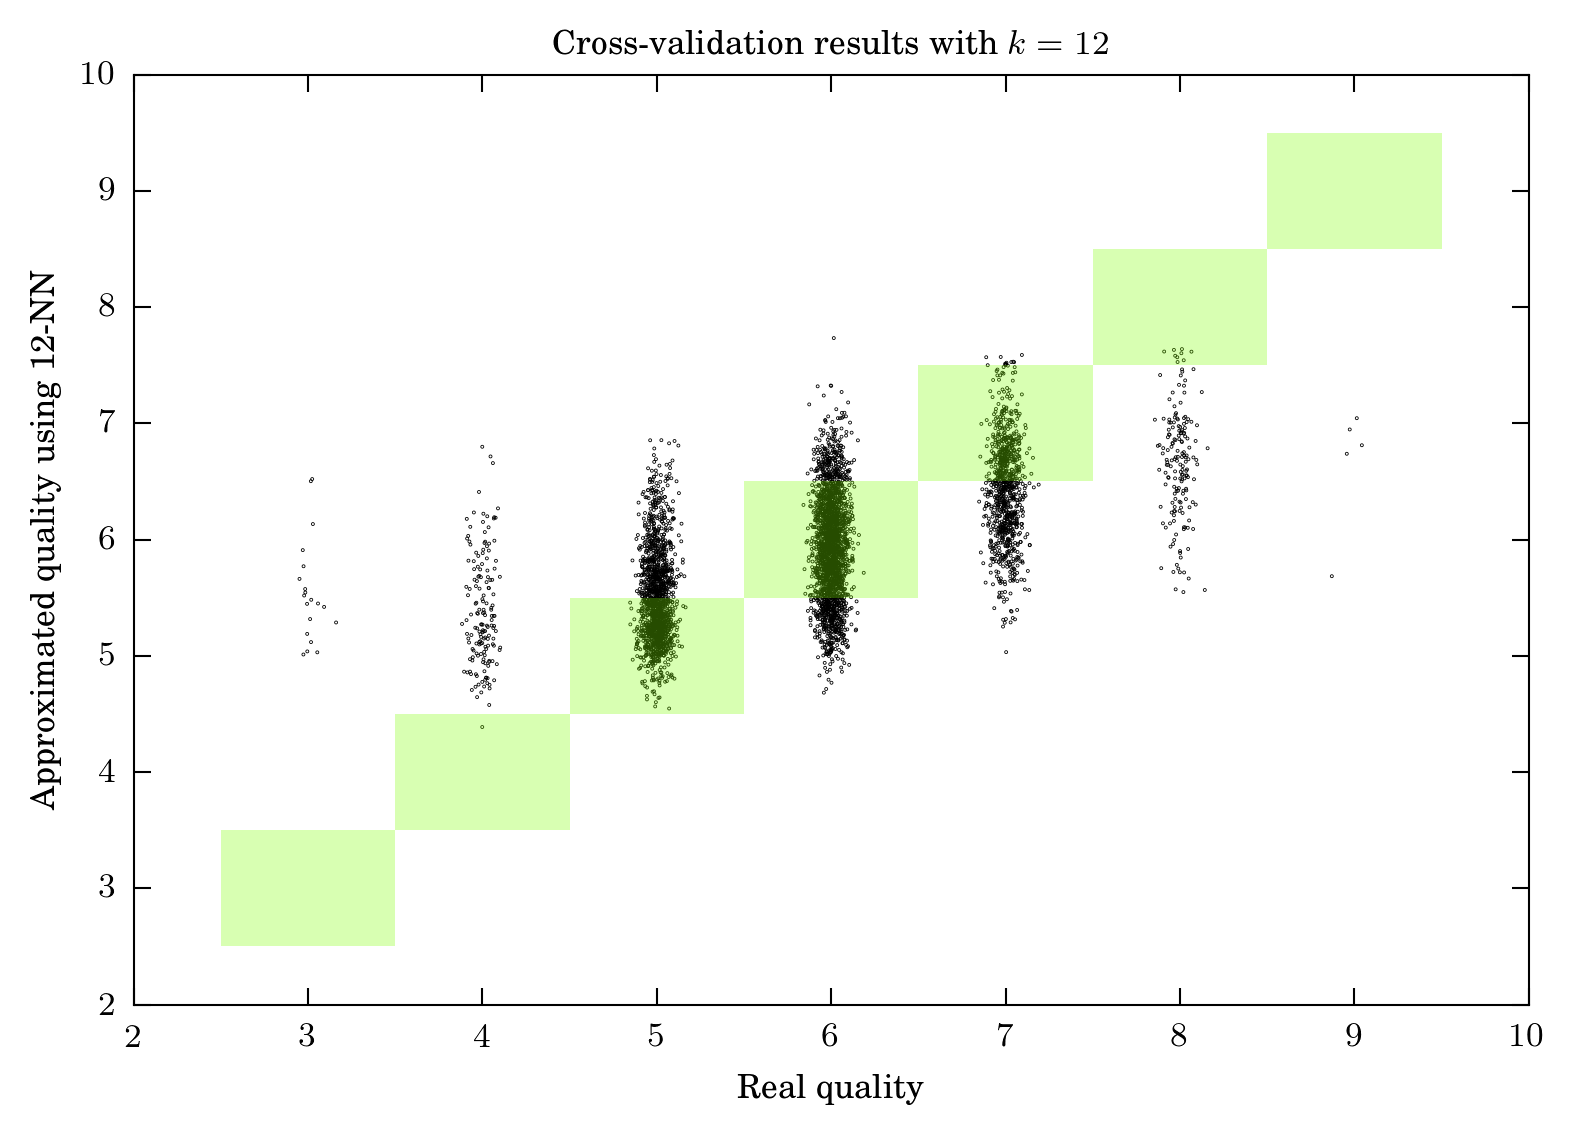 Cross-validation results with k = 12
10
9
8
7
6
5
4
3
2
Approximated quality using 12-NN
2 3 4 5 6 7 8 9 10
Real quality